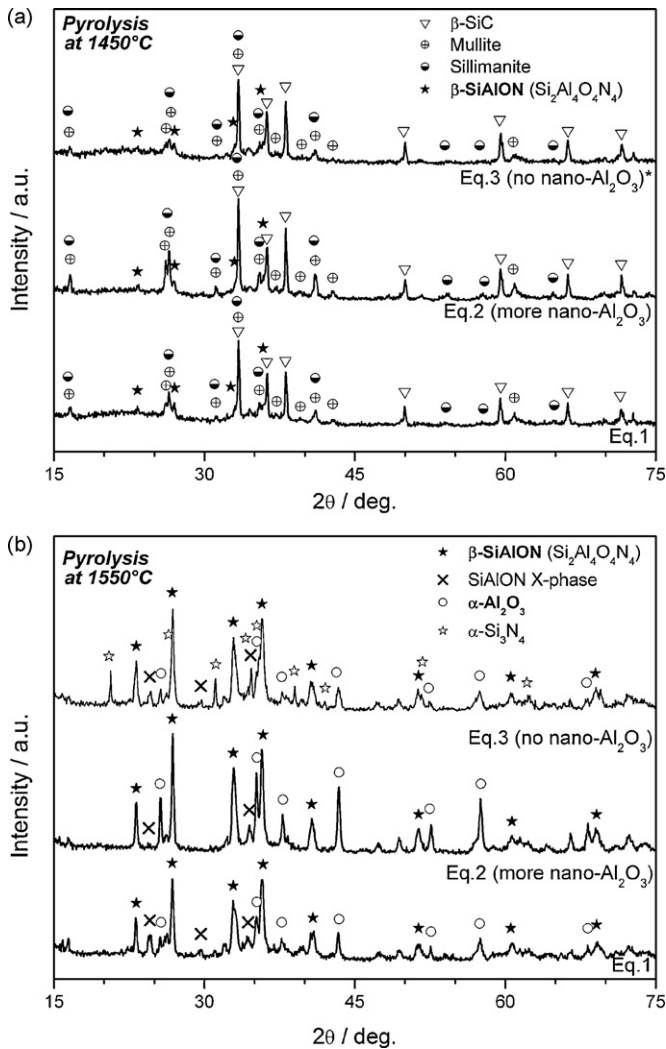 (a)
Pyrolysis
at 1450°C
▽ β-SiC
⊕ Mullite
◒ Sillimanite
★ β-SiAlON (Si₂Al₄O₄N₄)
Eq.3 (no nano-Al₂O₃)*
Eq.2 (more nano-Al₂O₃)
Eq.1
Intensity / a.u.
15 30 45 60 75
2θ / deg.
(b)
Pyrolysis
at 1550°C
★ β-SiAlON (Si₂Al₄O₄N₄)
× SiAlON X-phase
○ α-Al₂O₃
☆ α-Si₃N₄
Eq.3 (no nano-Al₂O₃)
Eq.2 (more nano-Al₂O₃)
Eq.1
Intensity / a.u.
15 30 45 60 75
2θ / deg.